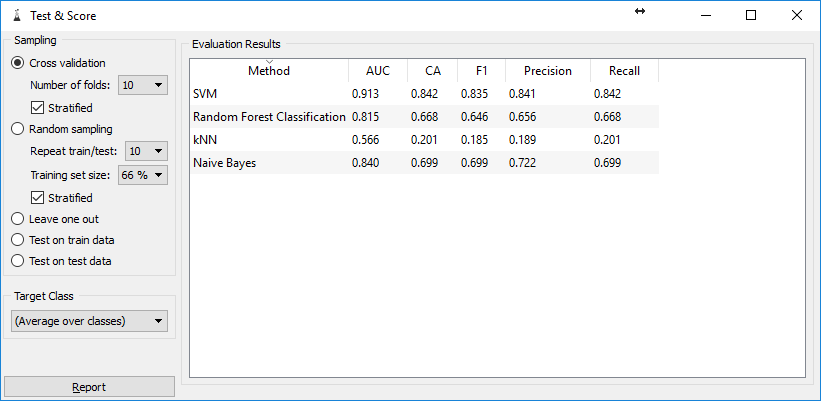 Test & Score
Sampling
Cross validation
Number of folds: 10
Stratified
Random sampling
Repeat train/test: 10
Training set size: 66 %
Stratified
Leave one out
Test on train data
Test on test data
Target Class
(Average over classes)
Report
Evaluation Results
Method AUC CA F1 Precision Recall
SVM 0.913 0.842 0.835 0.841 0.842
Random Forest Classification 0.815 0.668 0.646 0.656 0.668
kNN 0.566 0.201 0.185 0.189 0.201
Naive Bayes 0.840 0.699 0.699 0.722 0.699